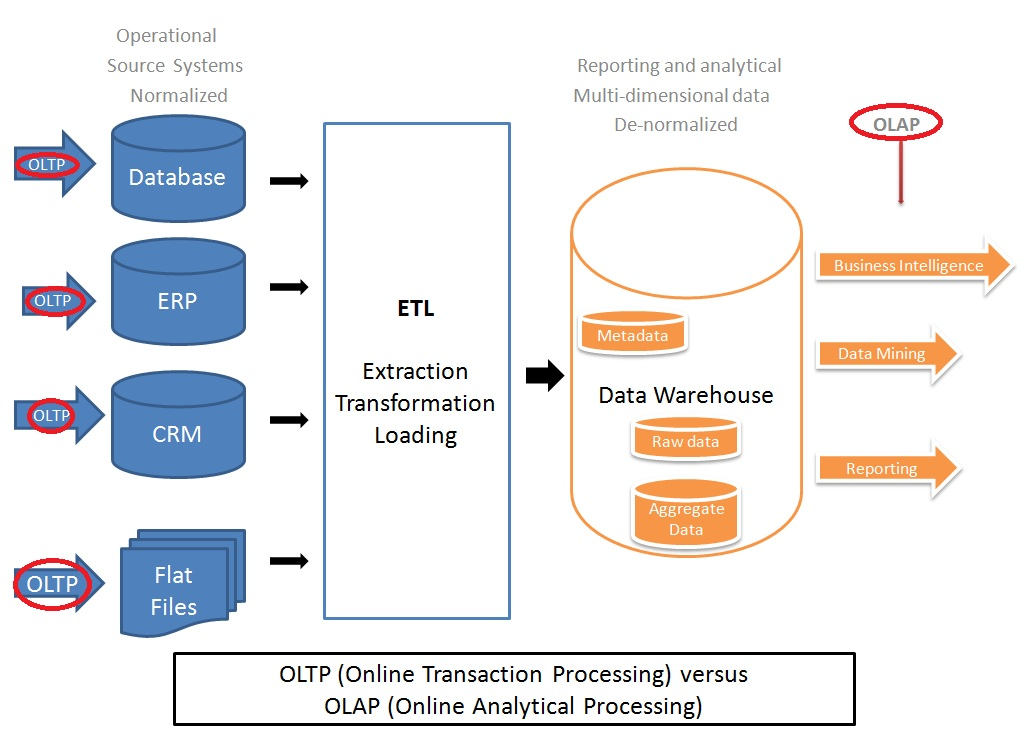 Operational
Source Systems
Normalized
Reporting and analytical
Multi-dimensional data
De-normalized
OLAP
OLTP
Database
OLTP
ERP
OLTP
CRM
OLTP
Flat
Files
ETL
Extraction
Transformation
Loading
Metadata
Data Warehouse
Raw data
Aggregate
Data
Business Intelligence
Data Mining
Reporting
OLTP (Online Transaction Processing) versus
OLAP (Online Analytical Processing)